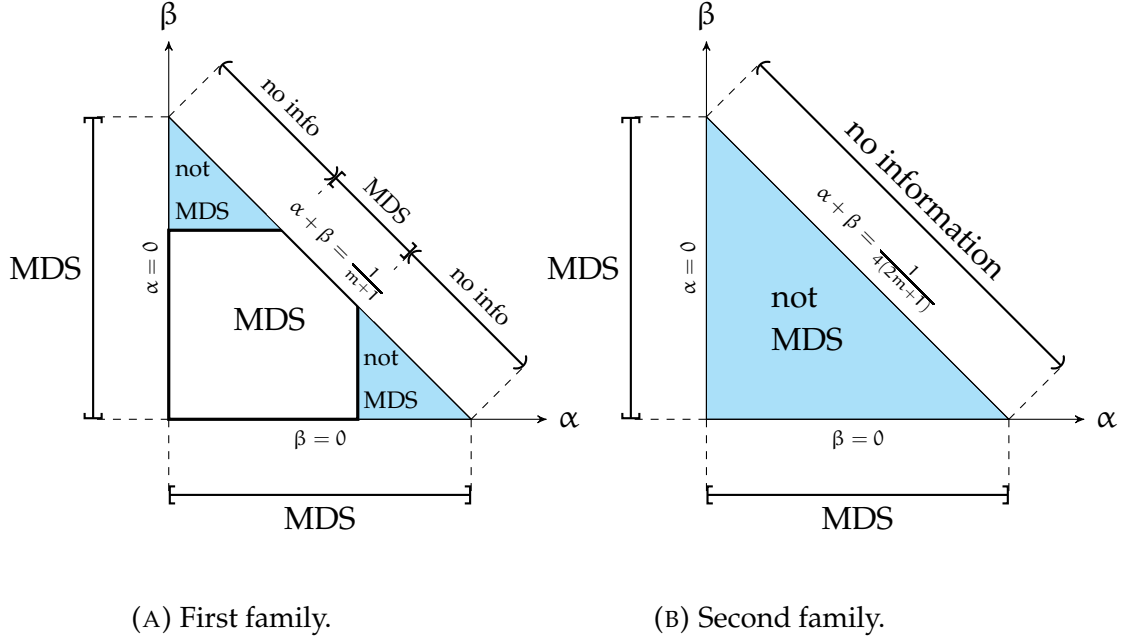 β
no info
MDS
no info
not
MDS
α + β = 1/(m+1)
α = 0
MDS
MDS
not
MDS
α
β = 0
MDS
(A) First family.
β
no information
α + β = 1/(4(2m+1))
α = 0
MDS
not
MDS
α
β = 0
MDS
(B) Second family.